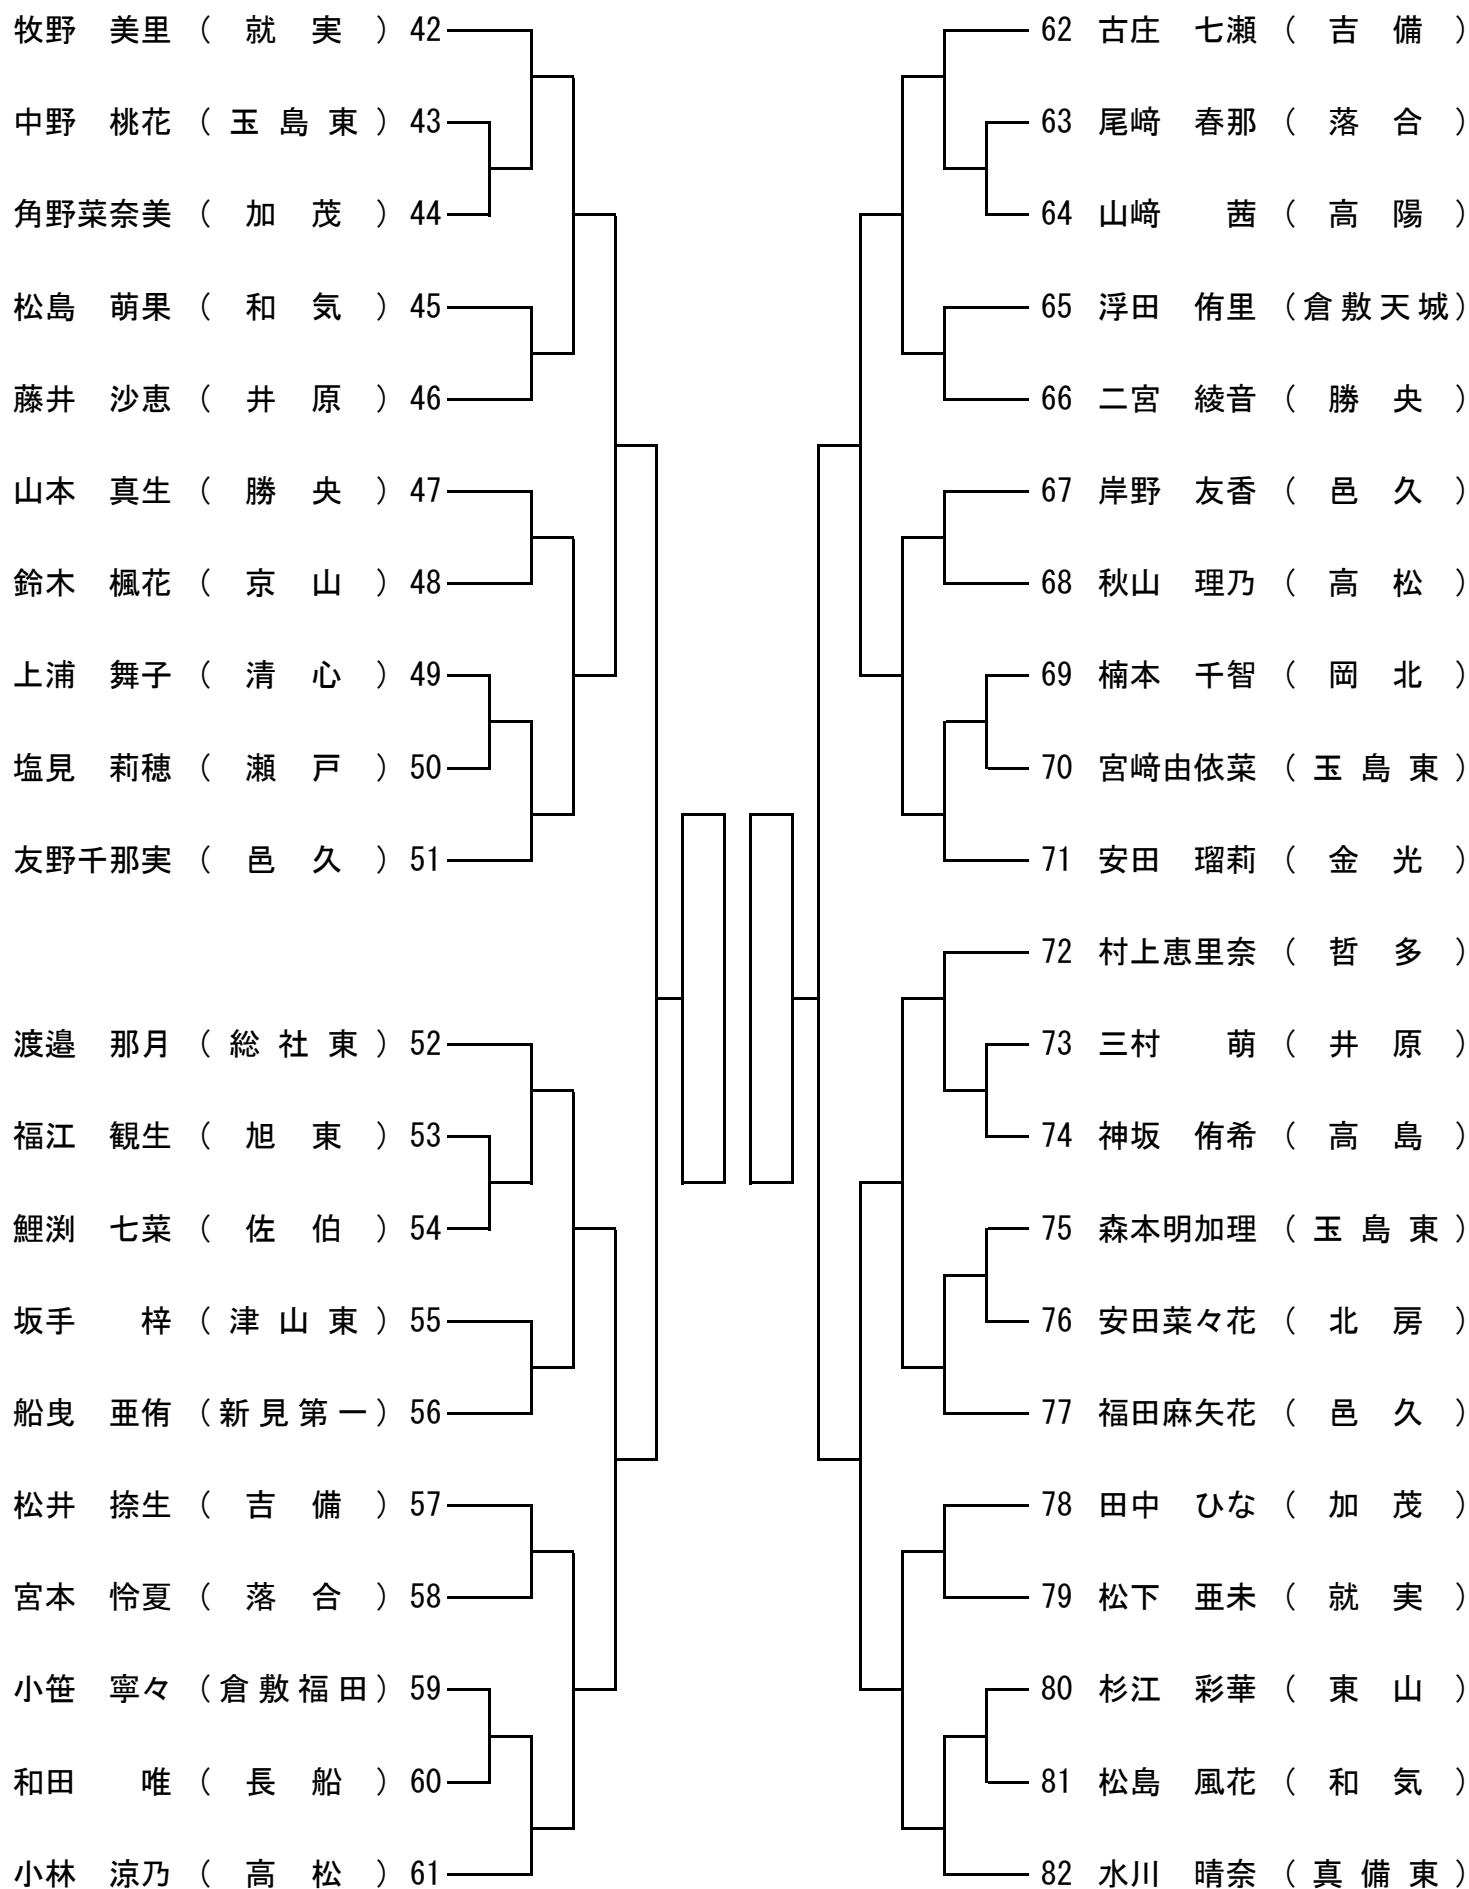 牧野　美里（　就　実　）42
中野　桃花（玉島東）43
角野菜奈美（　加　茂　）44
松島　萌果（　和　気　）45
藤井　沙恵（　井　原　）46
山本　真生（　勝　央　）47
鈴木　楓花（　京　山　）48
上浦　舞子（　清　心　）49
塩見　莉穂（　瀬　戸　）50
友野千那実（　邑　久　）51
渡邉　那月（総社東）52
福江　観生（　旭　東　）53
鯉渕　七菜（　佐　伯　）54
坂手　　梓（津山東）55
船曳　亜侑（新見第一）56
松井　捺生（　吉　備　）57
宮本　怜夏（　落　合　）58
小笹　寧々（倉敷福田）59
和田　　唯（　長　船　）60
小林　涼乃（　高　松　）61
62　古庄　七瀬（　吉　備　）
63　尾﨑　春那（　落　合　）
64　山﨑　　茜（　高　陽　）
65　浮田　侑里（倉敷天城）
66　二宮　綾音（　勝　央　）
67　岸野　友香（　邑　久　）
68　秋山　理乃（　高　松　）
69　楠本　千智（　岡　北　）
70　宮﨑由依菜（玉島東）
71　安田　瑠莉（　金　光　）
72　村上恵里奈（　哲　多　）
73　三村　　萌（　井　原　）
74　神坂　侑希（　高　島　）
75　森本明加理（玉島東）
76　安田菜々花（　北　房　）
77　福田麻矢花（　邑　久　）
78　田中　ひな（　加　茂　）
79　松下　亜未（　就　実　）
80　杉江　彩華（　東　山　）
81　松島　風花（　和　気　）
82　水川　晴奈（真備東）